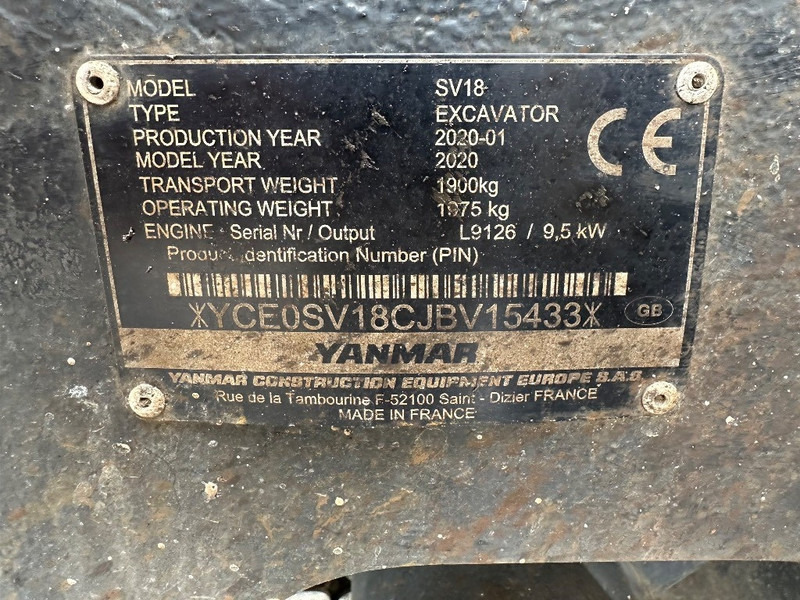 MODEL SV18
TYPE EXCAVATOR
PRODUCTION YEAR 2020-01
MODEL YEAR 2020
TRANSPORT WEIGHT 1900kg
OPERATING WEIGHT 1975 kg
ENGINE Serial Nr / Output L9126 / 9,5 kW
Product Identification Number (PIN)
CE
*YCE0SV18CJBV15433*
GB
YANMAR
YANMAR CONSTRUCTION EQUIPMENT EUROPE S.A.S
Rue de la Tambourine F-52100 Saint - Dizier FRANCE
MADE IN FRANCE